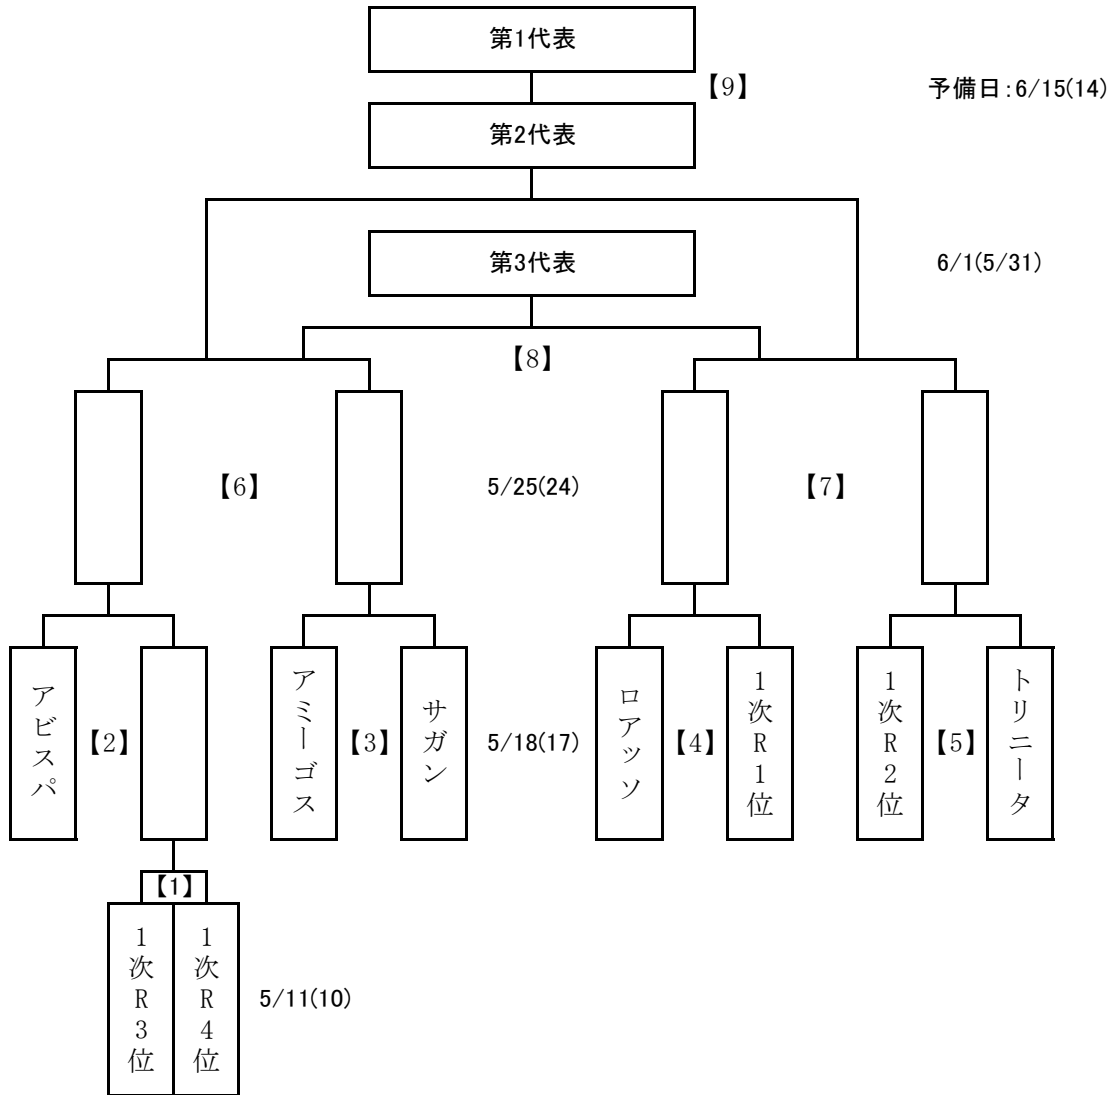 第1代表
【9】
予備日:6/15(14)
第2代表
第3代表
6/1(5/31)
【8】
【6】
5/25(24)
【7】
アビスパ
【2】
アミーゴス
【3】
サガン
5/18(17)
ロアッソ
【4】
1次R1位
1次R2位
【5】
トリニータ
【1】
1次R3位
1次R4位
5/11(10)